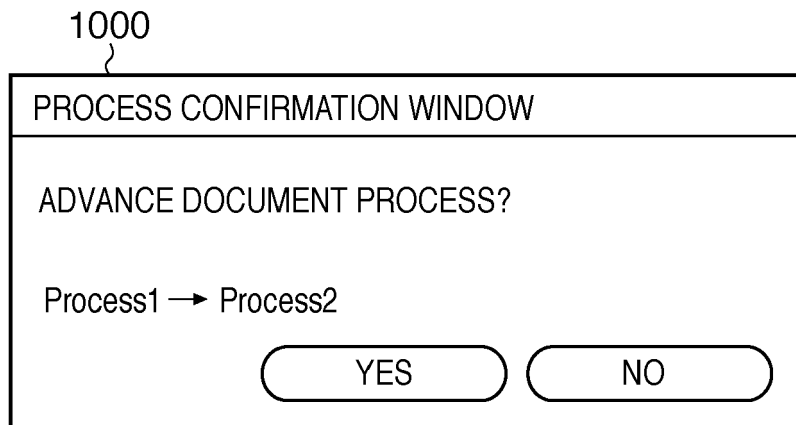 1000
PROCESS CONFIRMATION WINDOW
ADVANCE DOCUMENT PROCESS?
Process1 → Process2
YES NO